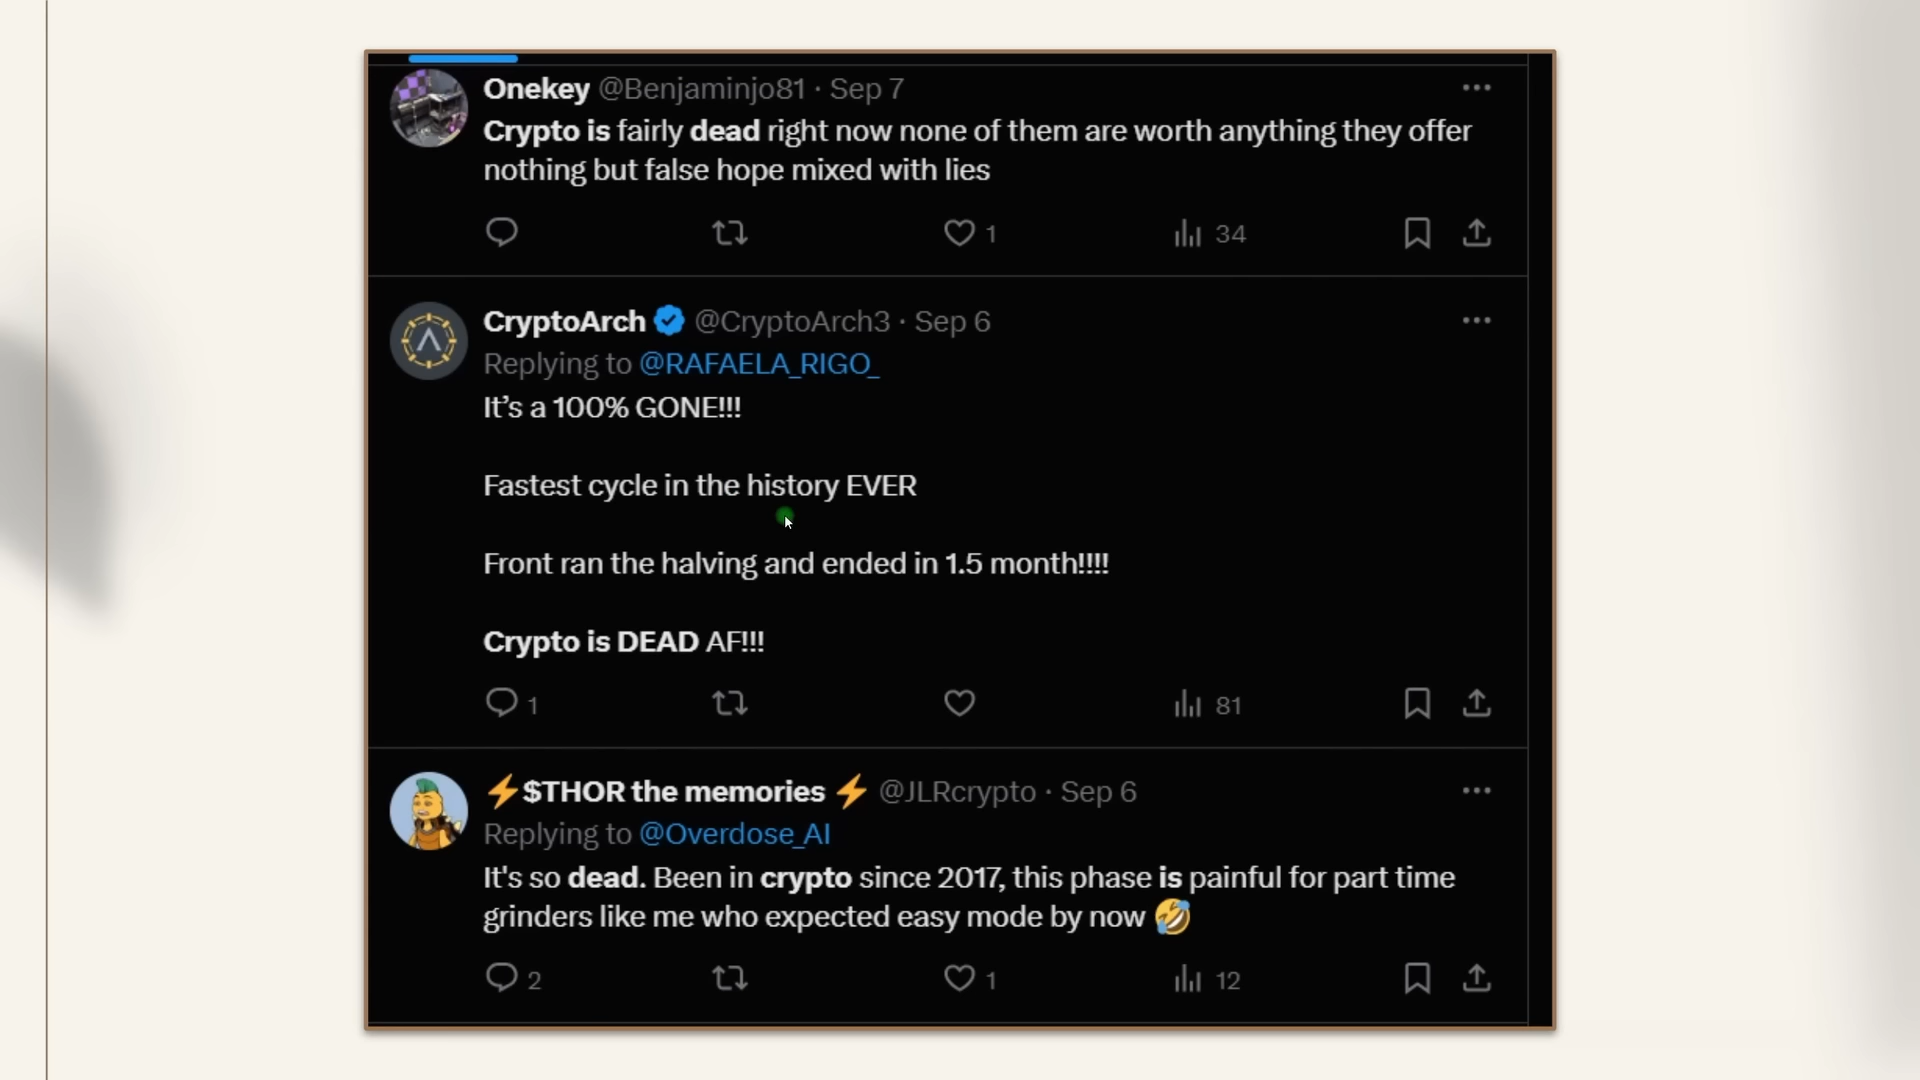 Onekey @Benjaminjo81 · Sep 7
Crypto is fairly dead right now none of them are worth anything they offer
nothing but false hope mixed with lies
1 34
CryptoArch @CryptoArch3 · Sep 6
Replying to @RAFAELA_RIGO_
It’s a 100% GONE!!!
Fastest cycle in the history EVER
Front ran the halving and ended in 1.5 month!!!!
Crypto is DEAD AF!!!
1 81
⚡$THOR the memories ⚡ @JLRcrypto · Sep 6
Replying to @Overdose_AI
It's so dead. Been in crypto since 2017, this phase is painful for part time
grinders like me who expected easy mode by now 🤣
2 1 12